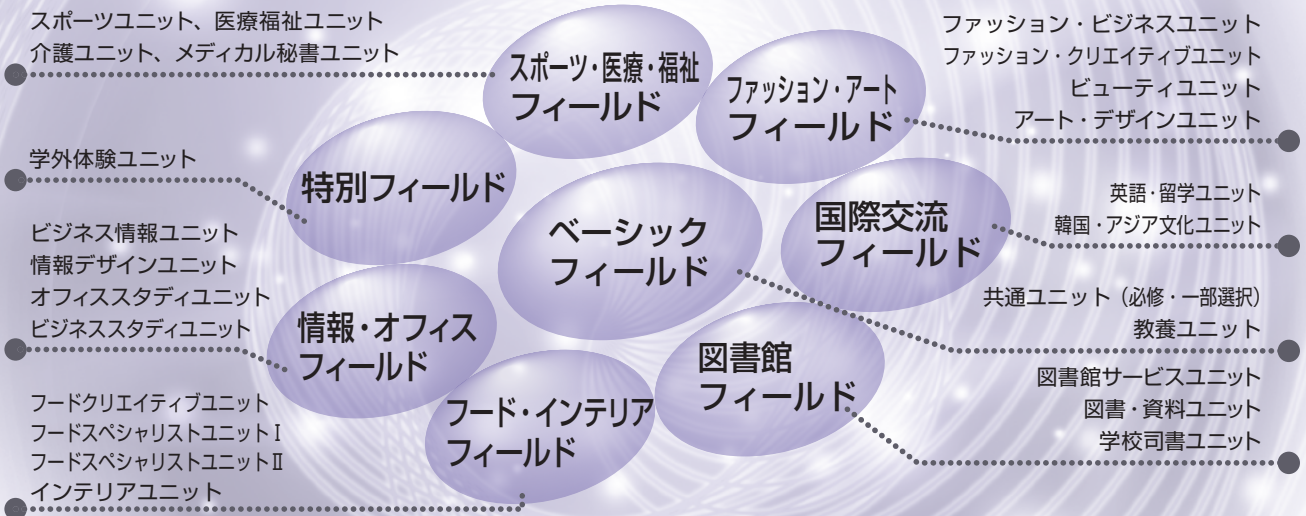 スポーツユニット、医療福祉ユニット
介護ユニット、メディカル秘書ユニット
スポーツ・医療・福祉
フィールド
ファッション・ビジネスユニット
ファッション・クリエイティブユニット
ビューティユニット
アート・デザインユニット
ファッション・アート
フィールド
学外体験ユニット
特別フィールド
英語・留学ユニット
韓国・アジア文化ユニット
国際交流
フィールド
ベーシック
フィールド
共通ユニット（必修・一部選択）
教養ユニット
ビジネス情報ユニット
情報デザインユニット
オフィススタディユニット
ビジネススタディユニット
情報・オフィス
フィールド
図書館
フィールド
図書館サービスユニット
図書・資料ユニット
学校司書ユニット
フードクリエイティブユニット
フードスペシャリストユニットⅠ
フードスペシャリストユニットⅡ
インテリアユニット
フード・インテリア
フィールド